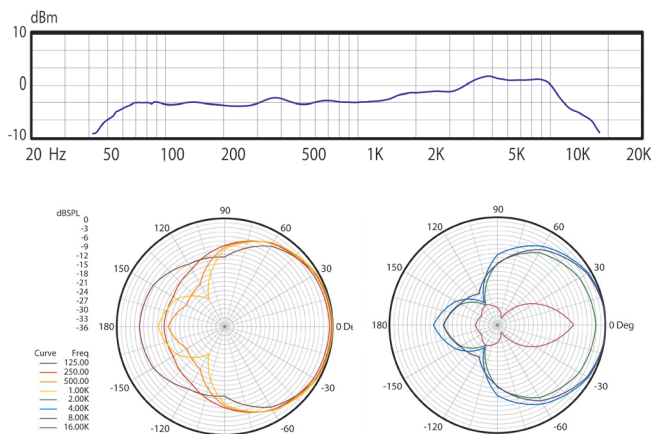 dBm
10
0
-10
20 Hz 50 100 200 500 1K 2K 5K 10K 20K
dBSPL
0
-3
-6
-9
-12
-15
-18
-21
-24
-27
-30
-33
-36
90
120 60
150 30
180 0 De
-150 -30
-120 -60
Curve Freq
125.00
250.00
500.00
1.00K
2.00K
4.00K
8.00K
16.00K
90
120 60
150 30
180 0 Deg
-150 -30
-120 -60